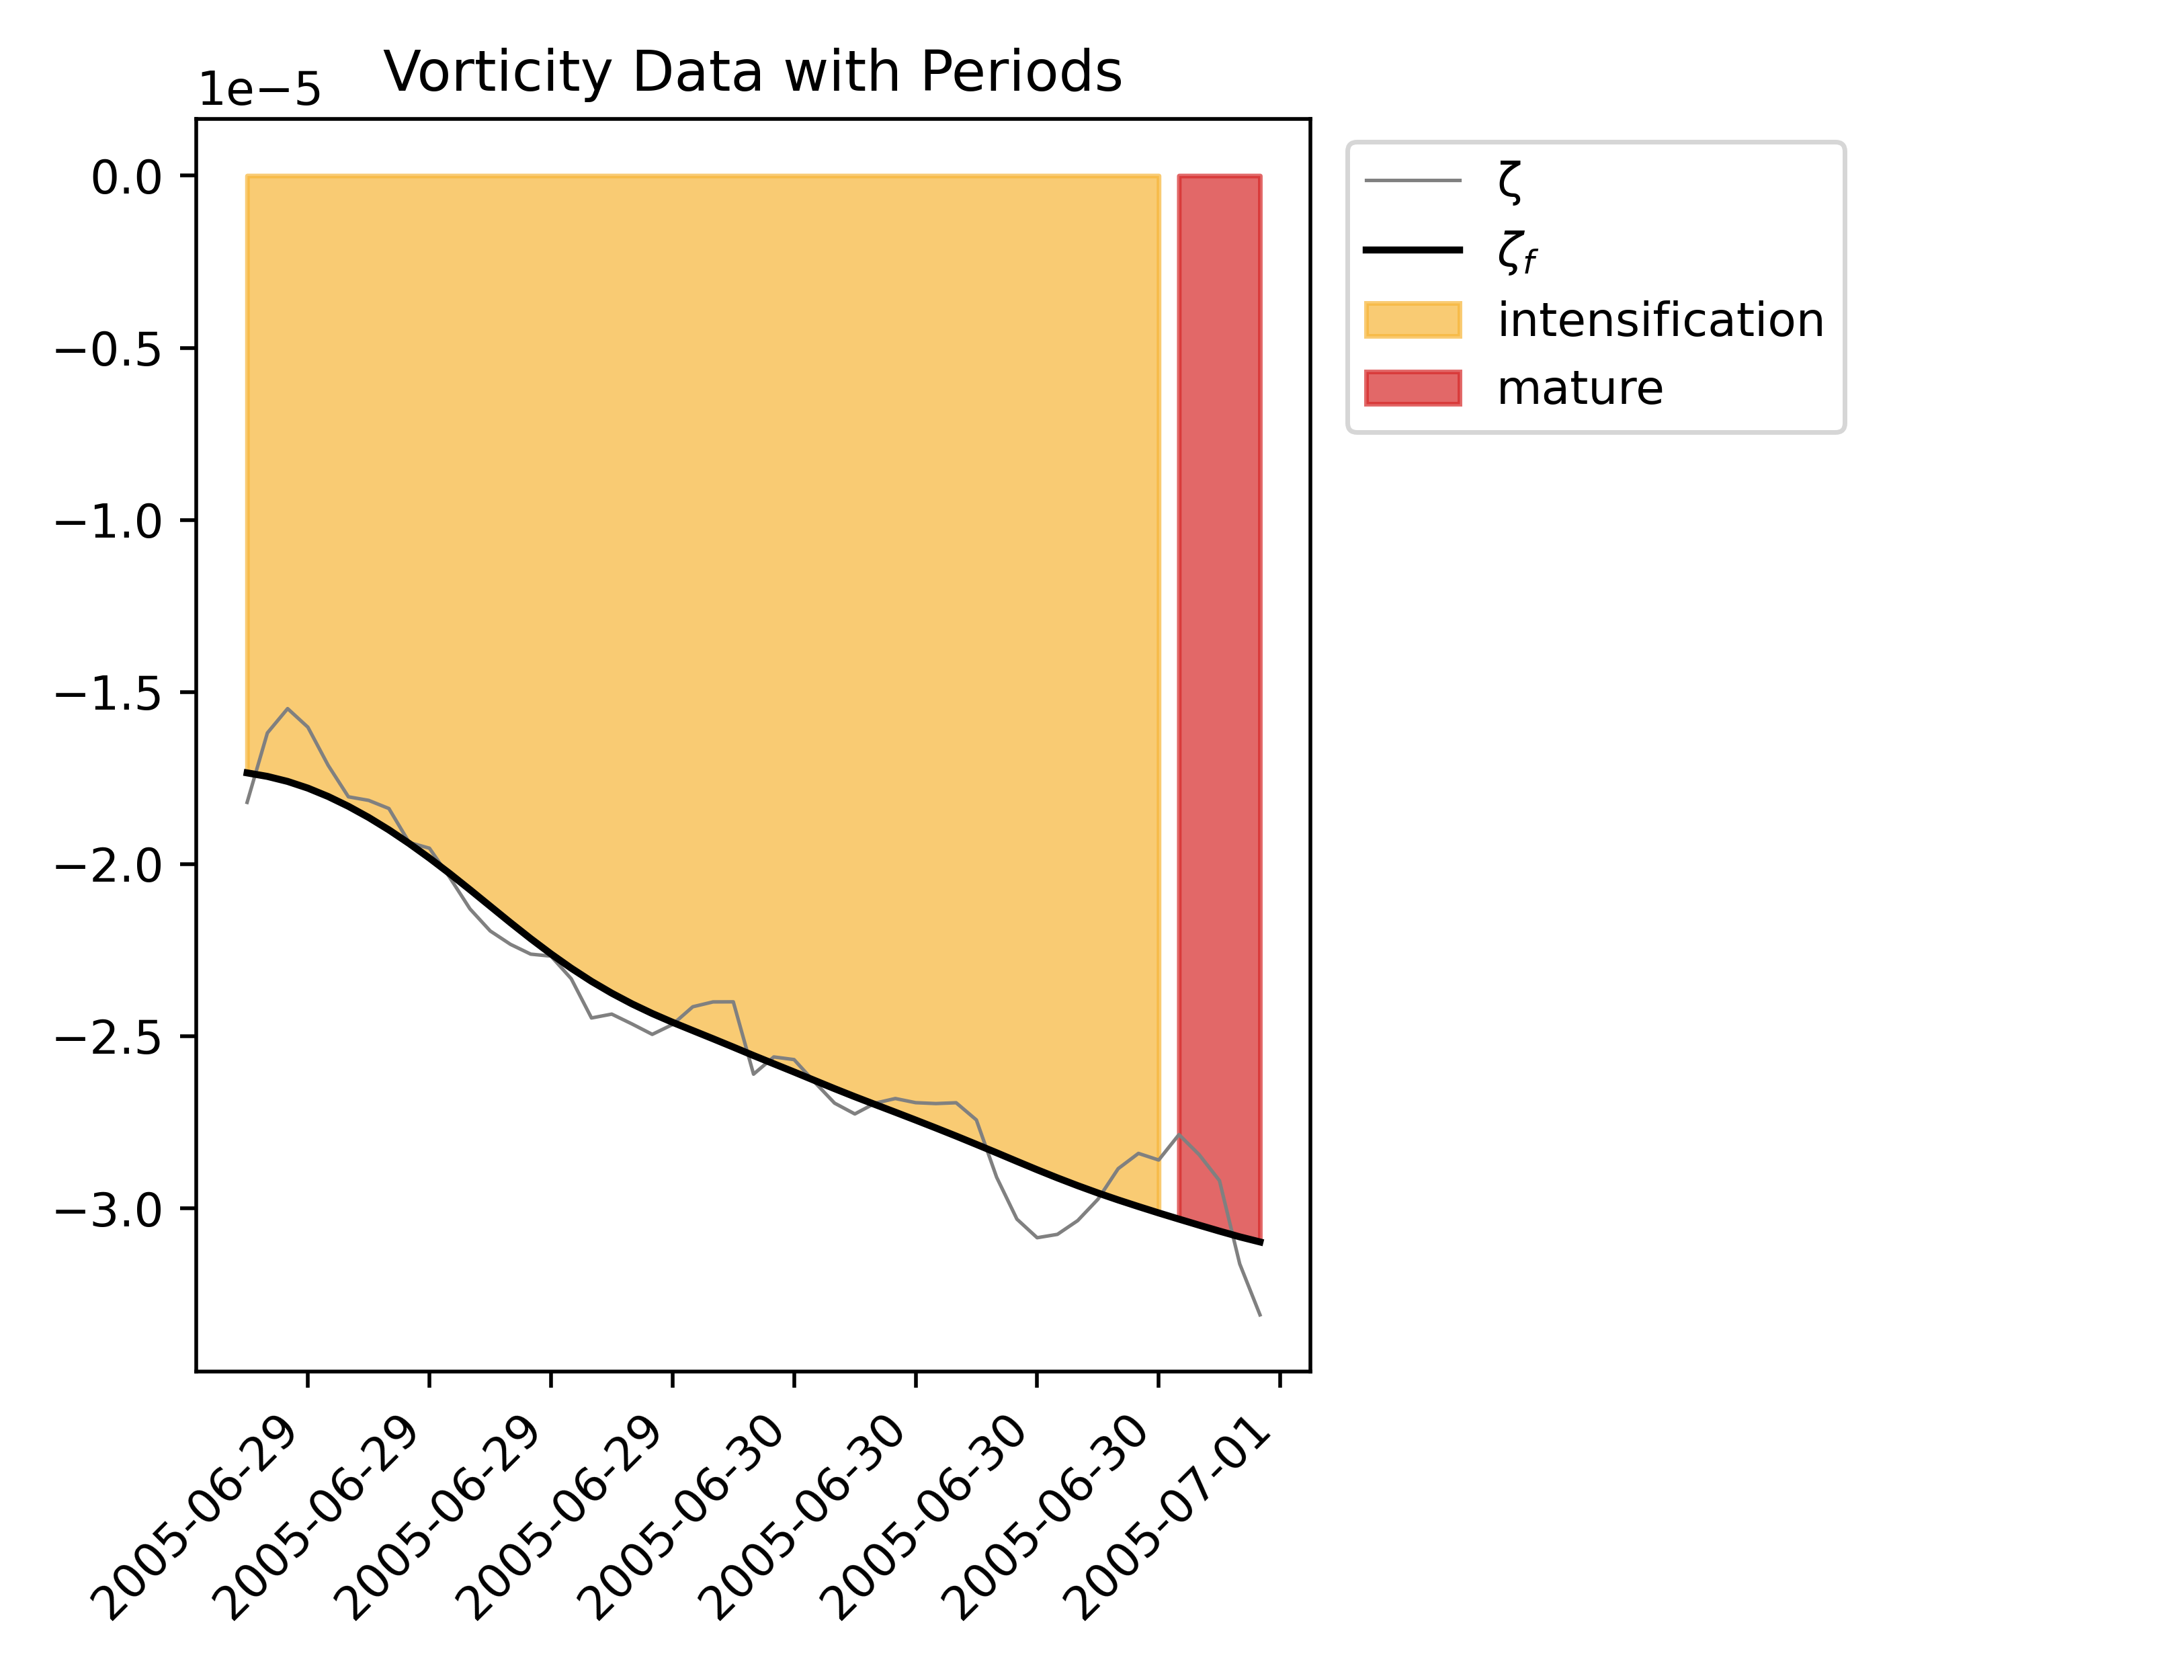 Vorticity Data with Periods
1e−5
0.0
−0.5
−1.0
−1.5
−2.0
−2.5
−3.0
2005-06-29
2005-06-29
2005-06-29
2005-06-29
2005-06-30
2005-06-30
2005-06-30
2005-06-30
2005-07-01
ζ
ζf
intensification
mature